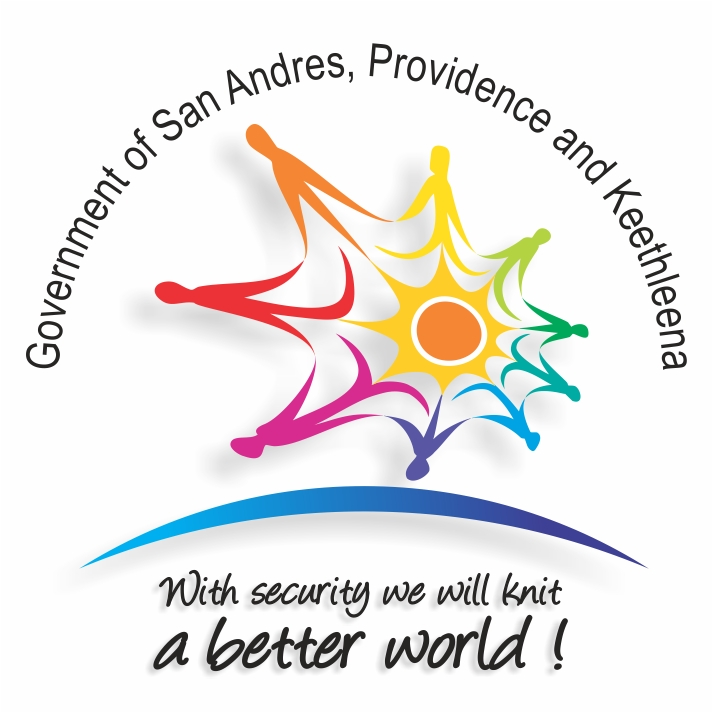 Government of San Andres, Providence and Keethleena
With security we will knit
a better world !